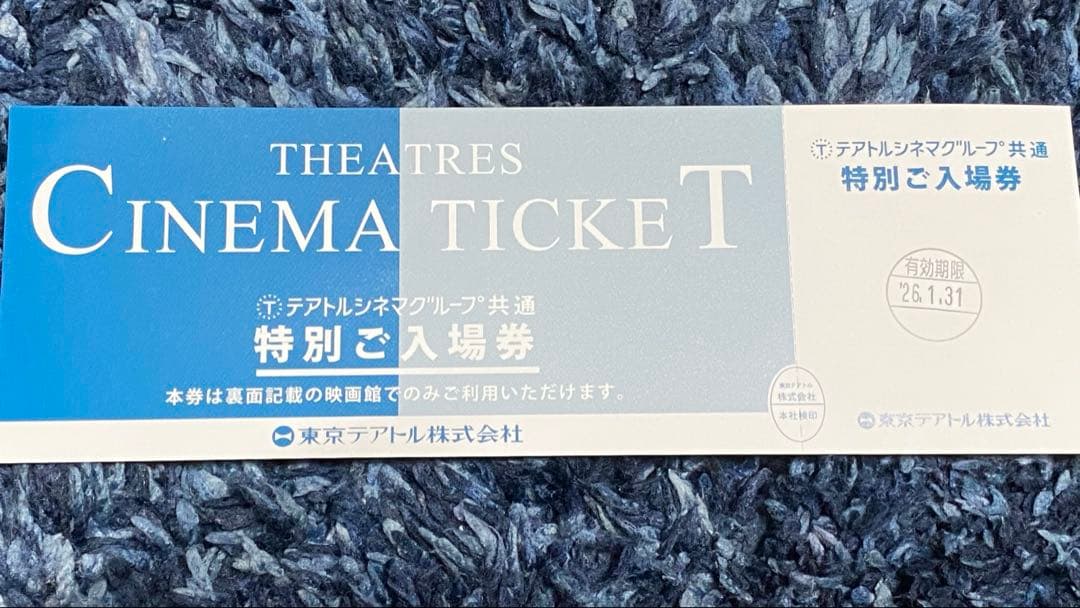 THEATRES
CINEMA TICKET
テアトルシネマグループ共通
特別ご入場券
本券は裏面記載の映画館でのみご利用いただけます。
東京テアトル株式会社
テアトルシネマグループ共通
特別ご入場券
有効期限
'26.1.31
東京テアトル
株式会社
本社検印
東京テアトル株式会社